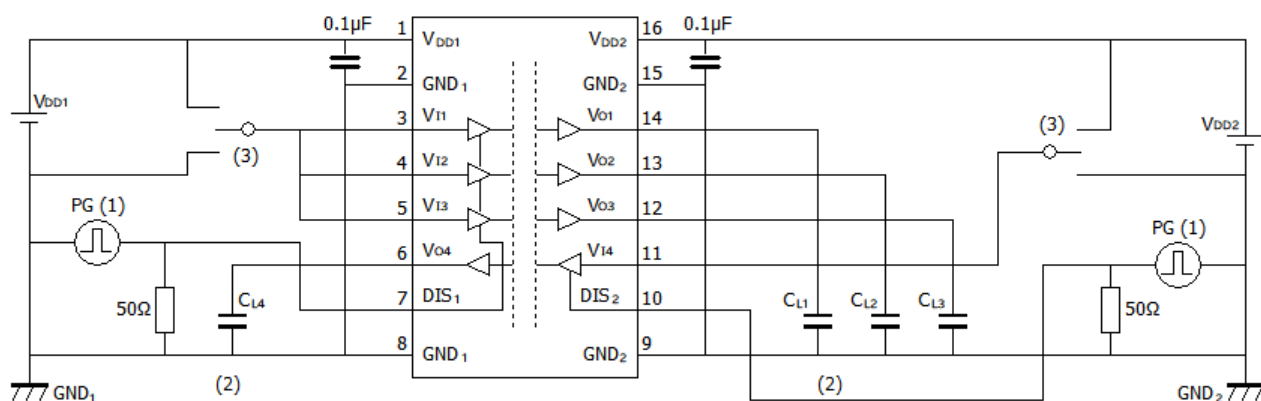 0.1µF
1
16
0.1µF
VDD1
VDD2
2
15
GND1
GND2
VDD1
3
VI1
VO1
14
(3)
VDD2
(3)
4
VI2
VO2
13
5
VI3
VO3
12
PG (1)
PG (1)
6
VO4
VI4
11
7
DIS1
DIS2
10
50Ω
CL4
CL1
CL2
CL3
50Ω
8
GND1
GND2
9
GND1
(2)
(2)
GND2